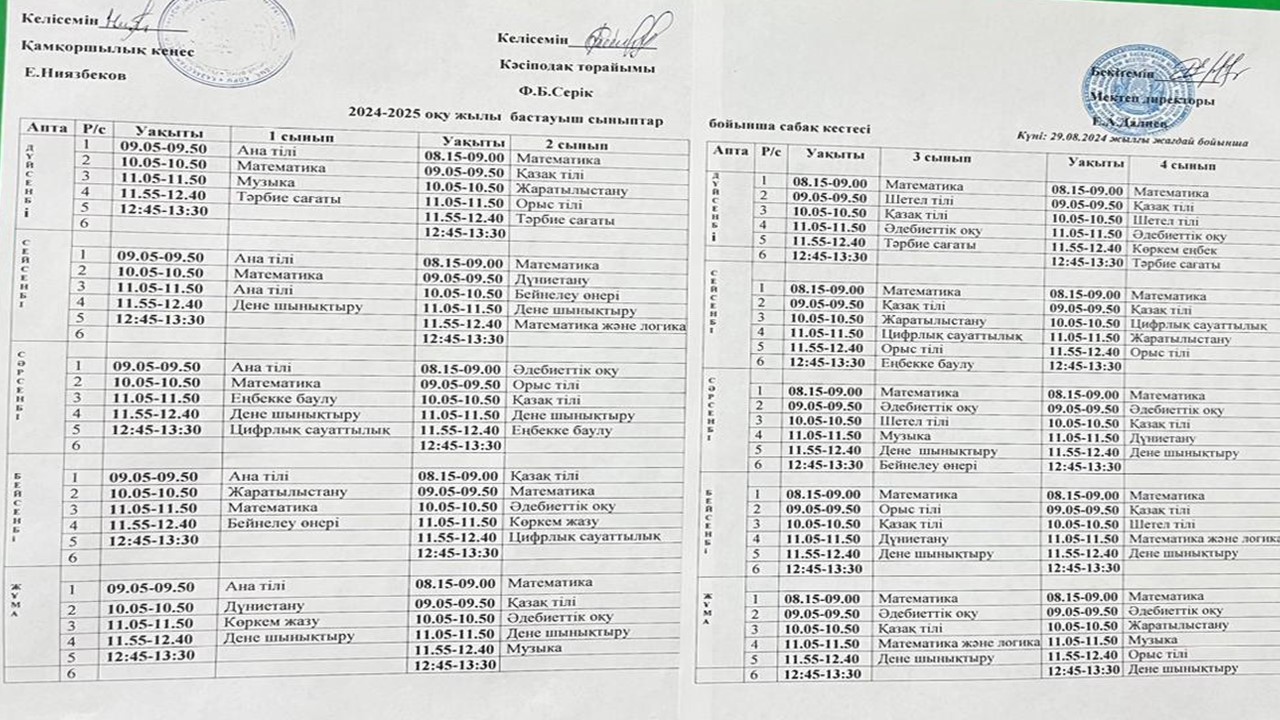 Келісемін
Қамқоршылық кеңес
Е.Ниязбеков
Келісемін
Кәсіподақ төрайымы
Ф.Б.Серік
2024-2025 оқу жылы бастауыш сыныптар
Апта Р/с Уақыты 1 сынып Уақыты 2 сынып
ДҮЙСЕНБі
1 09.05-09.50 Ана тілі 08.15-09.00 Математика
2 10.05-10.50 Математика 09.05-09.50 Қазақ тілі
3 11.05-11.50 Музыка 10.05-10.50 Жаратылыстану
4 11.55-12.40 Тәрбие сағаты 11.05-11.50 Орыс тілі
5 12:45-13:30 11.55-12.40 Тәрбие сағаты
6 12:45-13:30
СЕЙСЕНБІ
1 09.05-09.50 Ана тілі 08.15-09.00 Математика
2 10.05-10.50 Математика 09.05-09.50 Дүниетану
3 11.05-11.50 Ана тілі 10.05-10.50 Бейнелеу өнері
4 11.55-12.40 Дене шынықтыру 11.05-11.50 Дене шынықтыру
5 12:45-13:30 11.55-12.40 Математика және логика
6 12:45-13:30
СӘРСЕНБІ
1 09.05-09.50 Ана тілі 08.15-09.00 Әдебиеттік оқу
2 10.05-10.50 Математика 09.05-09.50 Орыс тілі
3 11.05-11.50 Еңбекке баулу 10.05-10.50 Қазақ тілі
4 11.55-12.40 Дене шынықтыру 11.05-11.50 Дене шынықтыру
5 12:45-13:30 Цифрлық сауаттылық 11.55-12.40 Еңбекке баулу
6 12:45-13:30
БЕЙСЕНБі
1 09.05-09.50 Ана тілі 08.15-09.00 Қазақ тілі
2 10.05-10.50 Жаратылыстану 09.05-09.50 Математика
3 11.05-11.50 Математика 10.05-10.50 Әдебиеттік оқу
4 11.55-12.40 Бейнелеу өнері 11.05-11.50 Көркем жазу
5 12:45-13:30 11.55-12.40 Цифрлық сауаттылық
6 12:45-13:30
ЖҰМА
1 09.05-09.50 Ана тілі 08.15-09.00 Математика
2 10.05-10.50 Дүниетану 09.05-09.50 Қазақ тілі
3 11.05-11.50 Көркем жазу 10.05-10.50 Әдебиеттік оқу
4 11.55-12.40 Дене шынықтыру 11.05-11.50 Дене шынықтыру
5 12:45-13:30 11.55-12.40 Музыка
6 12:45-13:30
Бекітемін
Мектеп директоры
Е.А.Далиев
бойынша сабақ кестесі
Күні: 29.08.2024 жылғы жағдай бойынша
Апта Р/с Уақыты 3 сынып Уақыты 4 сынып
ДҮЙСЕНБі
1 08.15-09.00 Математика 08.15-09.00 Математика
2 09.05-09.50 Шетел тілі 09.05-09.50 Қазақ тілі
3 10.05-10.50 Қазақ тілі 10.05-10.50 Шетел тілі
4 11.05-11.50 Әдебиеттік оқу 11.05-11.50 Әдебиеттік оқу
5 11.55-12.40 Тәрбие сағаты 11.55-12.40 Көркем еңбек
6 12:45-13:30 12:45-13:30 Тәрбие сағаты
СЕЙСЕНБІ
1 08.15-09.00 Математика 08.15-09.00 Математика
2 09.05-09.50 Қазақ тілі 09.05-09.50 Қазақ тілі
3 10.05-10.50 Жаратылыстану 10.05-10.50 Цифрлық сауаттылық
4 11.05-11.50 Цифрлық сауаттылық 11.05-11.50 Жаратылыстану
5 11.55-12.40 Орыс тілі 11.55-12.40 Орыс тілі
6 12:45-13:30 Еңбекке баулу 12:45-13:30
СӘРСЕНБІ
1 08.15-09.00 Математика 08.15-09.00 Математика
2 09.05-09.50 Әдебиеттік оқу 09.05-09.50 Әдебиеттік оқу
3 10.05-10.50 Шетел тілі 10.05-10.50 Қазақ тілі
4 11.05-11.50 Музыка 11.05-11.50 Дүниетану
5 11.55-12.40 Дене шынықтыру 11.55-12.40 Дене шынықтыру
6 12:45-13:30 Бейнелеу өнері 12:45-13:30
БЕЙСЕНБі
1 08.15-09.00 Математика 08.15-09.00 Математика
2 09.05-09.50 Орыс тілі 09.05-09.50 Қазақ тілі
3 10.05-10.50 Қазақ тілі 10.05-10.50 Шетел тілі
4 11.05-11.50 Дүниетану 11.05-11.50 Математика және логика
5 11.55-12.40 Дене шынықтыру 11.55-12.40 Дене шынықтыру
6 12:45-13:30 12:45-13:30
ЖҰМА
1 08.15-09.00 Математика 08.15-09.00 Математика
2 09.05-09.50 Әдебиеттік оқу 09.05-09.50 Әдебиеттік оқу
3 10.05-10.50 Қазақ тілі 10.05-10.50 Жаратылыстану
4 11.05-11.50 Математика және логика 11.05-11.50 Музыка
5 11.55-12.40 Дене шынықтыру 11.55-12.40 Орыс тілі
6 12:45-13:30 12:45-13:30 Дене шынықтыру